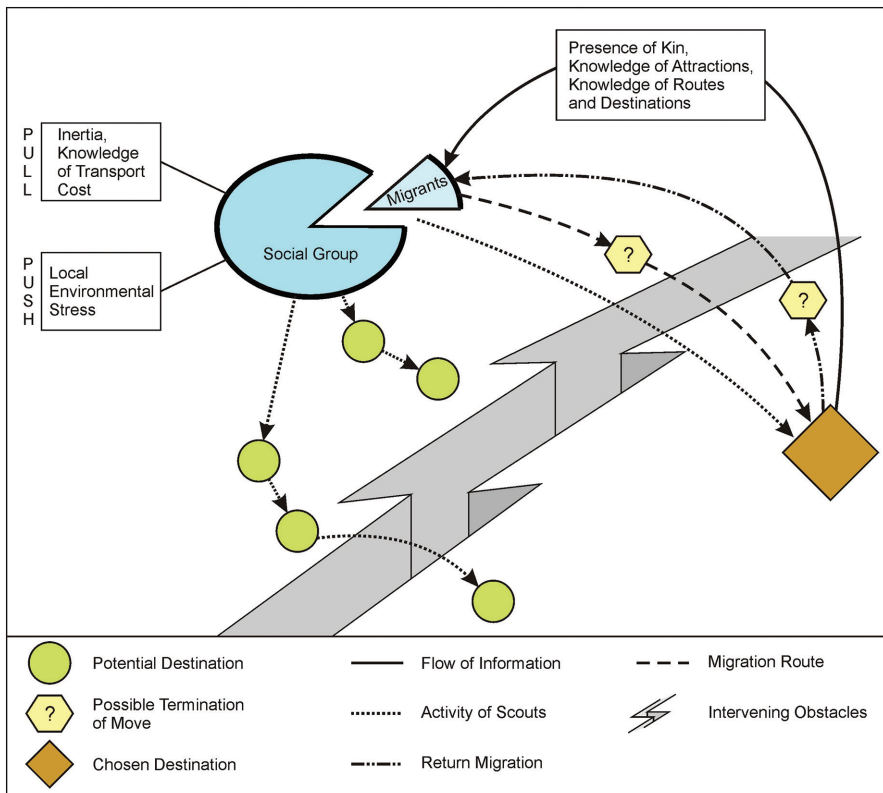 Presence of Kin,
Knowledge of Attractions,
Knowledge of Routes
and Destinations
PULL
Inertia,
Knowledge
of Transport
Cost
Migrants
Social Group
?
?
PUSH
Local
Environmental
Stress
Potential Destination
Flow of Information
Migration Route
?
Possible Termination
of Move
Activity of Scouts
Intervening Obstacles
Chosen Destination
Return Migration